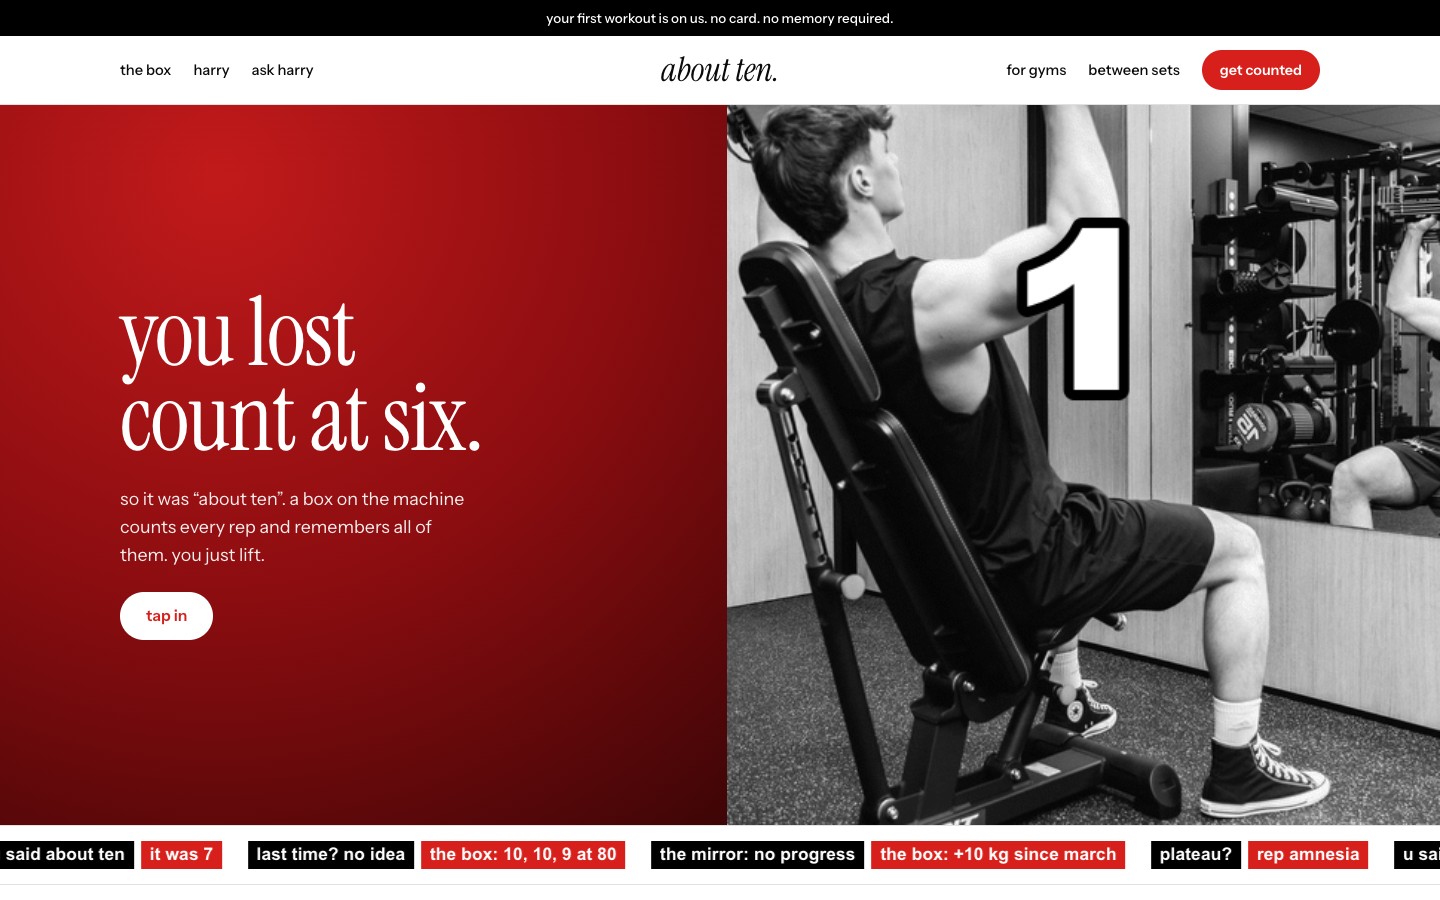 your first workout is on us. no card. no memory required.
the box harry ask harry about ten. for gyms between sets get counted
you lost
count at six.
so it was “about ten”. a box on the machine
counts every rep and remembers all of
them. you just lift.
tap in
1
said about ten it was 7 last time? no idea the box: 10, 10, 9 at 80 the mirror: no progress the box: +10 kg since march plateau? rep amnesia u sai